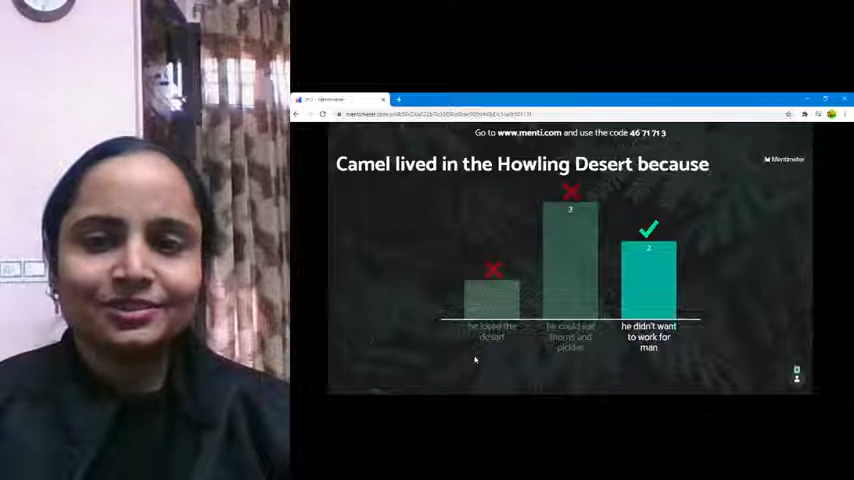 Go to www.menti.com and use the code 46 71 71 3
Camel lived in the Howling Desert because
Mentimeter
3
2
he loved the
desert
he could eat
thorns and
pickles
he didn't want
to work for
man